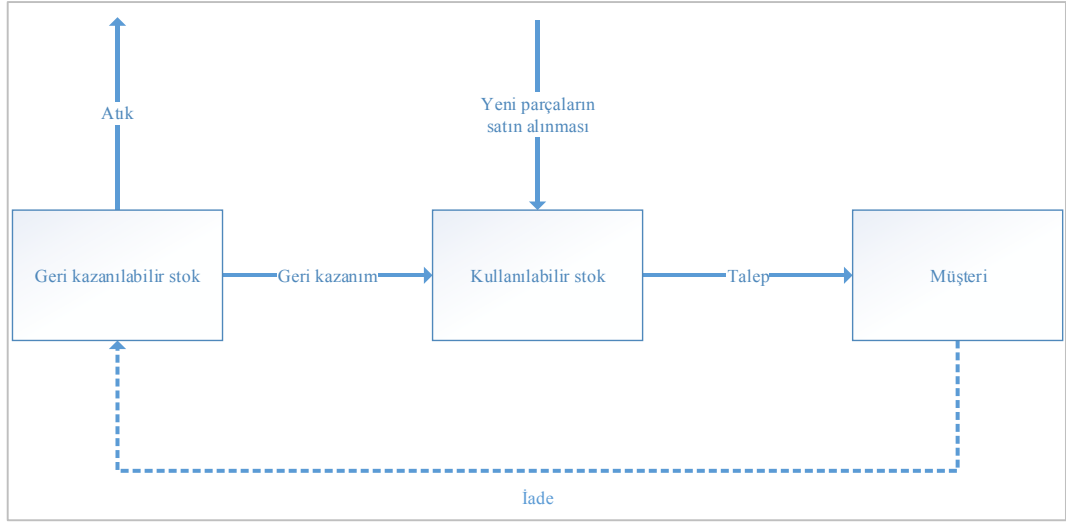 Atık
Yeni parçaların
satın alınması
Geri kazanılabilir stok
Geri kazanım
Kullanılabilir stok
Talep
Müşteri
İade